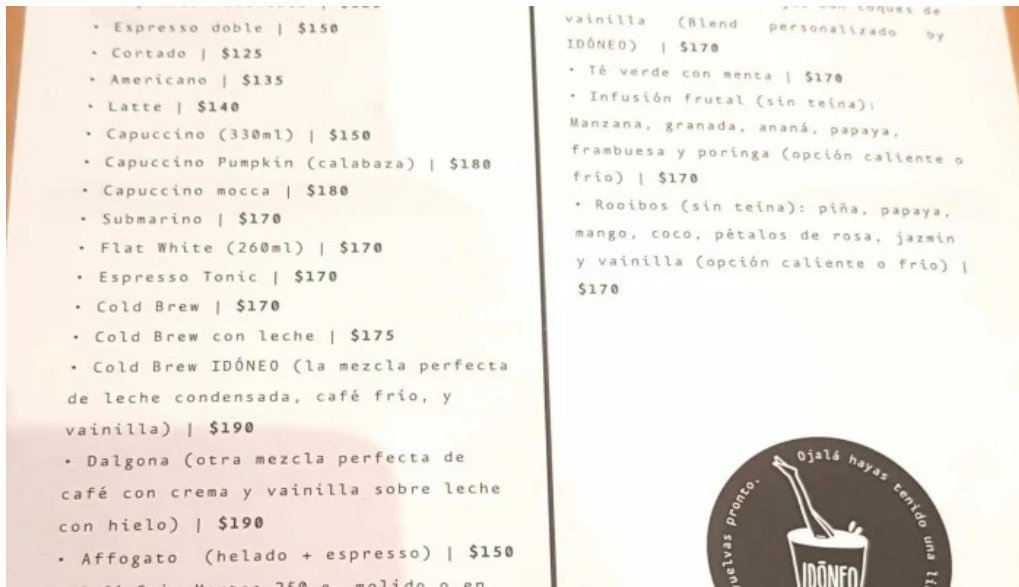 • Espresso doble | $150
• Cortado | $125
• Americano | $135
• Latte | $140
• Capuccino (330ml) | $150
• Capuccino Pumpkin (calabaza) | $180
• Capuccino mocca | $180
• Submarino | $170
• Flat White (260ml) | $170
• Espresso Tonic | $170
• Cold Brew | $170
• Cold Brew con leche | $175
• Cold Brew IDÓNEO (la mezcla perfecta
de leche condensada, café frío, y
vainilla) | $190
• Dalgona (otra mezcla perfecta de
café con crema y vainilla sobre leche
con hielo) | $190
• Affogato (helado + espresso) | $150
molido o en
toques de
vainilla (Blend personalizado by
IDÓNEO) | $170
• Té verde con menta | $170
• Infusión frutal (sin teína):
Manzana, granada, ananá, papaya,
frambuesa y poringa (opción caliente o
frío) | $170
• Rooibos (sin teína): piña, papaya,
mango, coco, pétalos de rosa, jazmin
y vainilla (opción caliente o frío) |
$170
Ojalá hayas tenido una
vuelvas pronto.
IDÓNEO